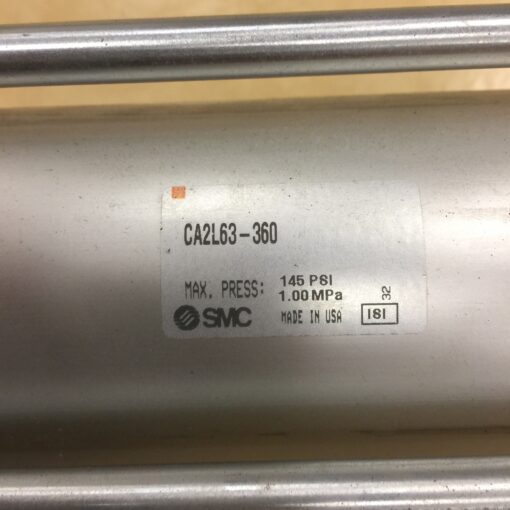 CA2L63-360
MAX. PRESS: 145 PSI
1.00 MPa
SMC MADE IN USA
32
ISI